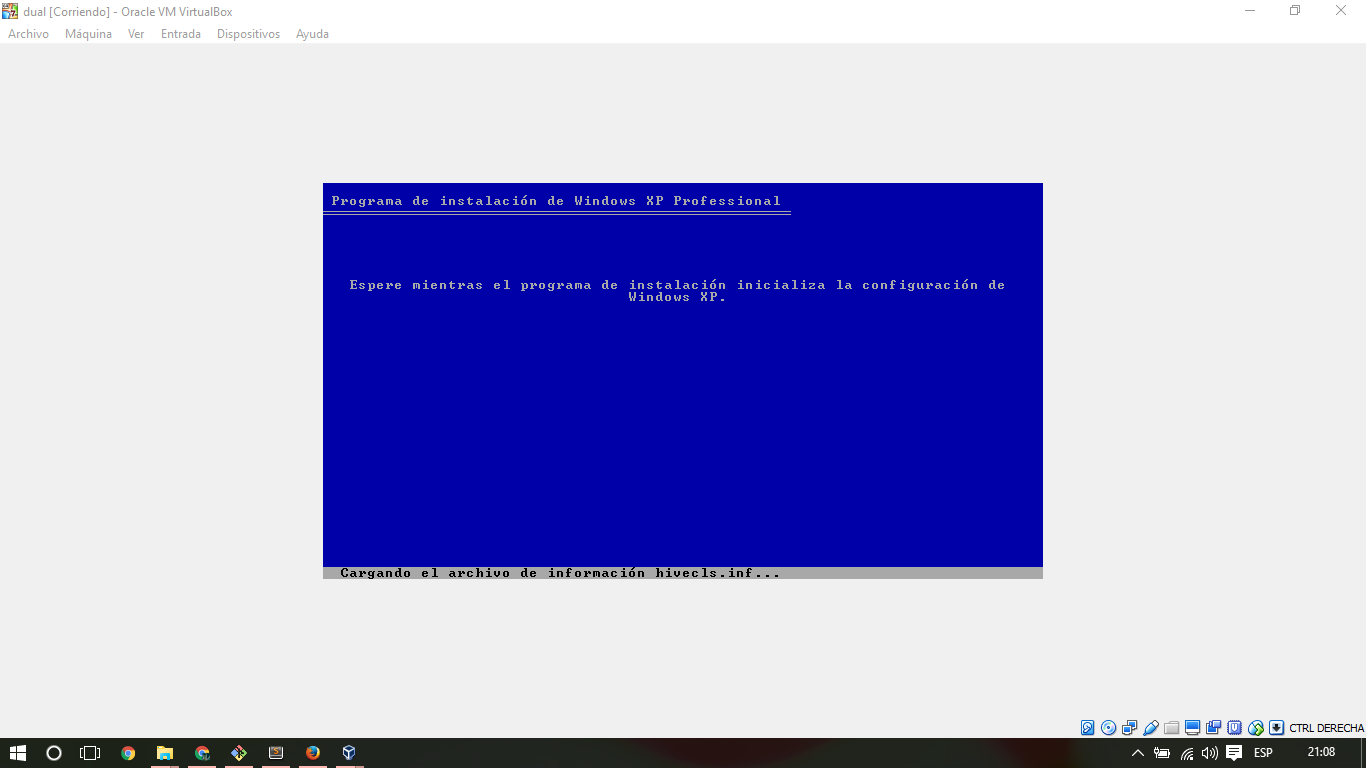 dual [Corriendo] - Oracle VM VirtualBox
Archivo Máquina Ver Entrada Dispositivos Ayuda
Programa de instalación de Windows XP Professional
Espere mientras el programa de instalación inicializa la configuración de
Windows XP.
Cargando el archivo de información hivecls.inf...
CTRL DERECHA
ESP 21:08